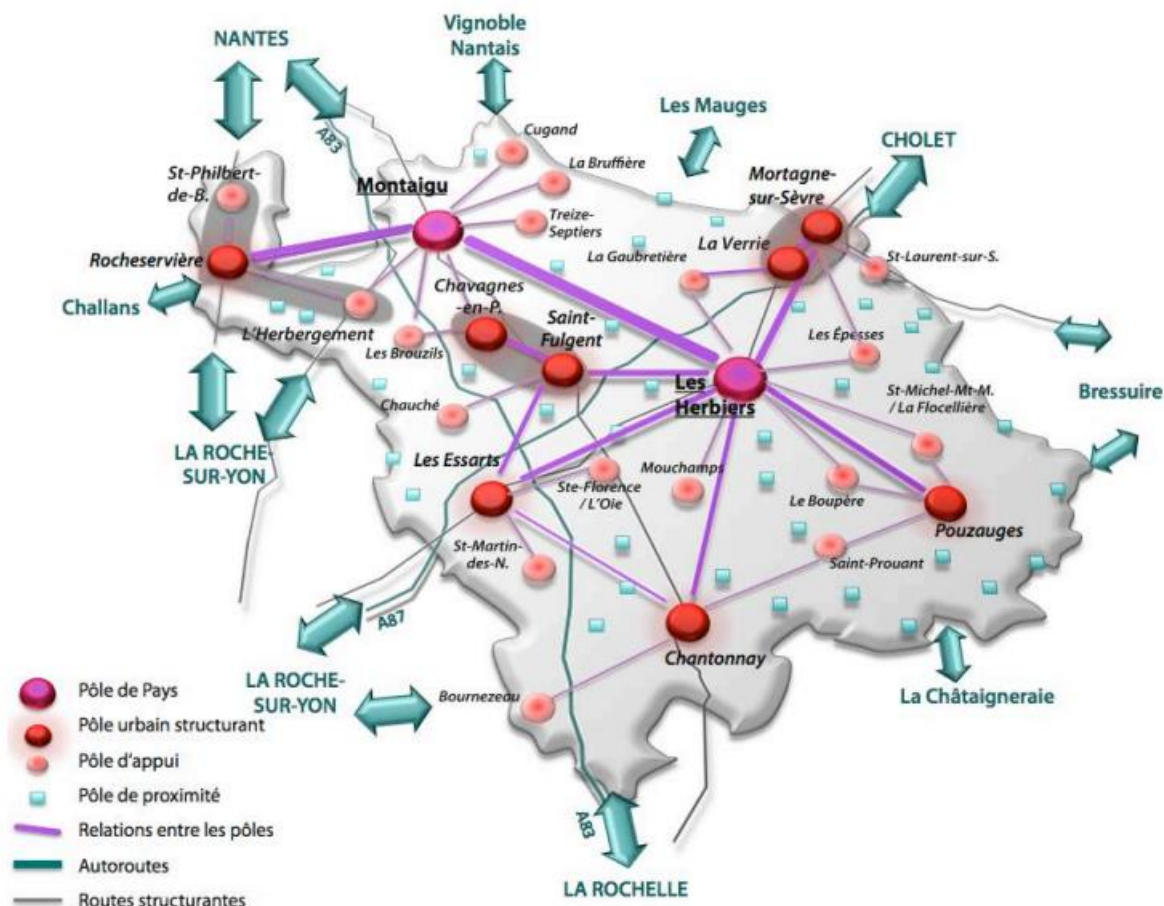 NANTES
Vignoble
Nantais
Les Mauges
CHOLET
A83
Cugand
La Bruffière
Mortagne-
sur-Sèvre
St-Philbert-
de-B.
Montaigu
Treize-
Septiers
La Verrie
La Gaubretière
St-Laurent-sur-S.
Rocheservière
Challans
Chavagnes
-en-P.
Saint-
Fulgent
L'Herbergement
Les Brouzils
Les Épesses
Les
Herbiers
St-Michel-Mt-M.
/ La Flocellière
Bressuire
Chauché
LA ROCHE-
SUR-YON
Les Essarts
Ste-Florence
/ L'Oie
Mouchamps
Le Boupère
Pouzauges
St-Martin-
des-N.
Saint-Prouant
A87
Chantonnay
LA ROCHE-
SUR-YON
Bournezeau
La Châtaigneraie
A83
LA ROCHELLE
Pôle de Pays
Pôle urbain structurant
Pôle d'appui
Pôle de proximité
Relations entre les pôles
Autoroutes
Routes structurantes